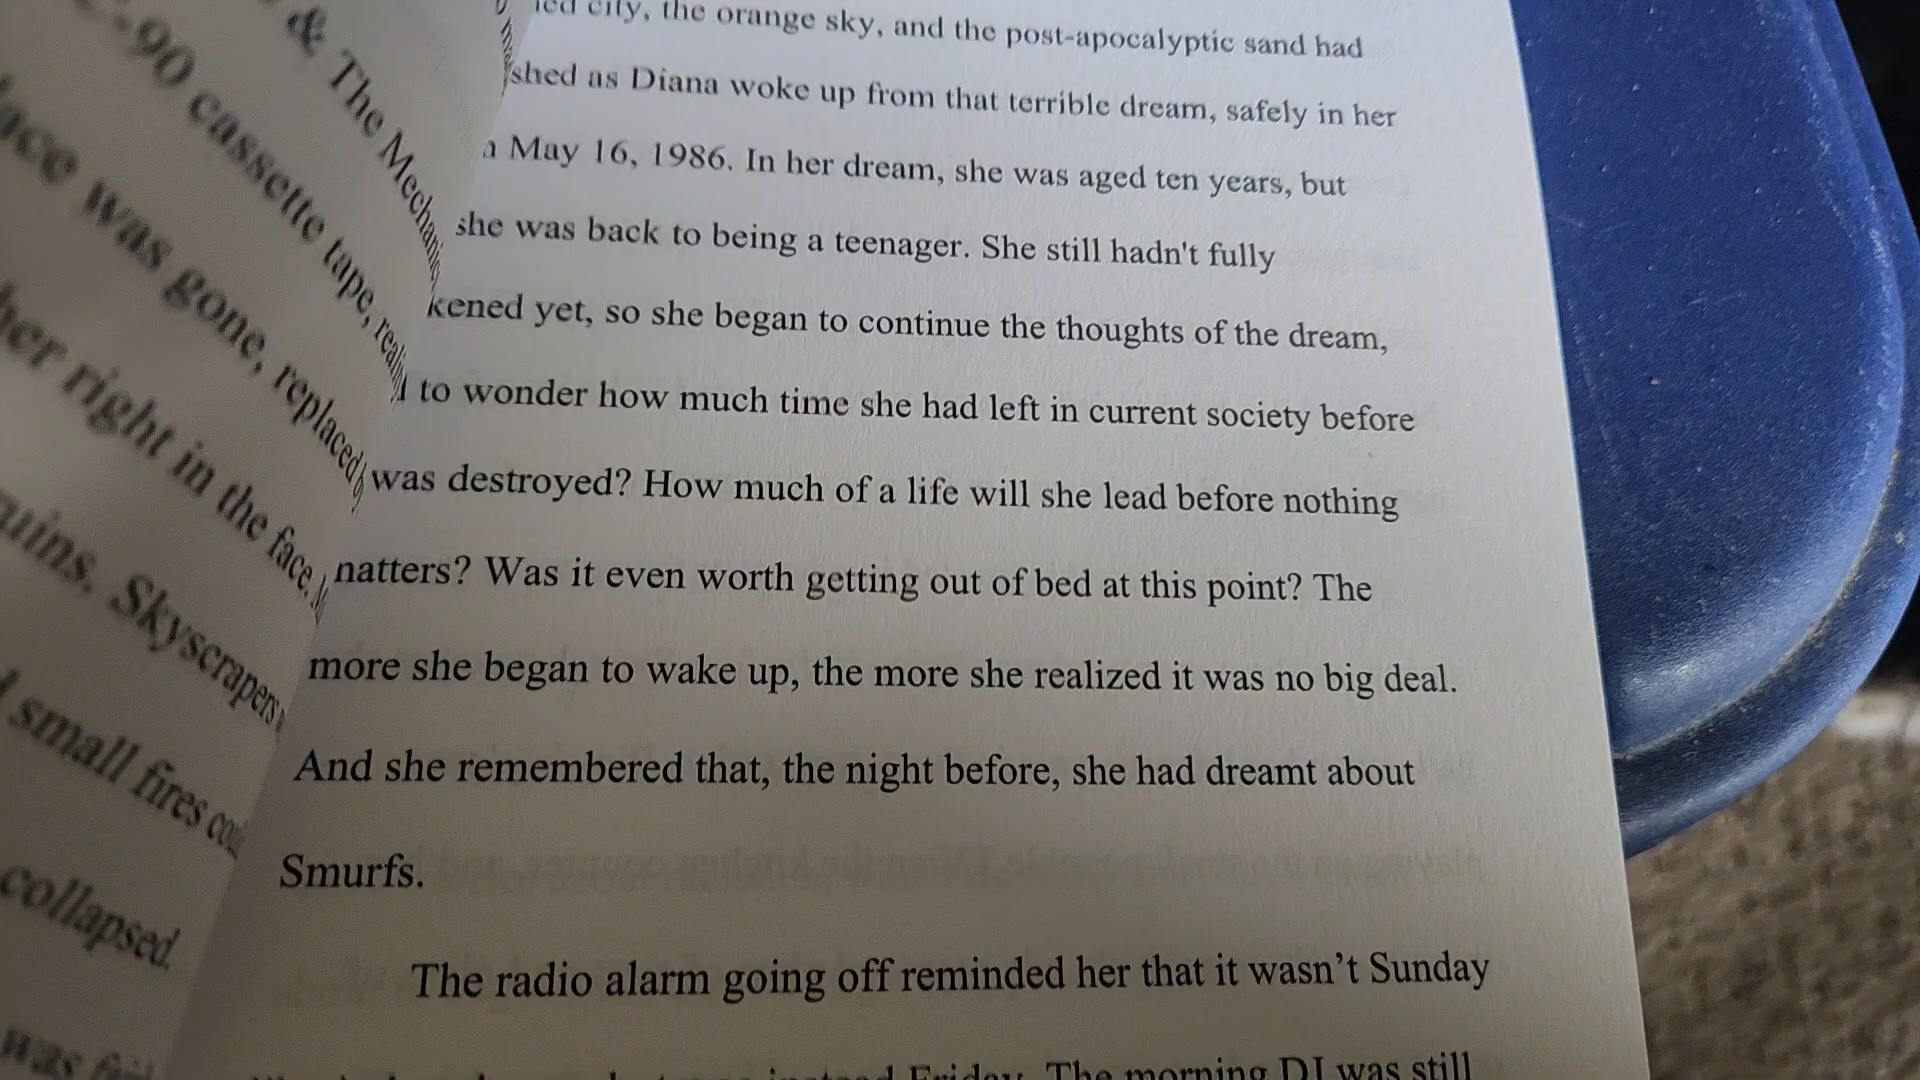 & The Mechanic
-90 cassette tape,
ace was gone, replaced
her right in the face.
uins. Skyscrapers
small fires
collapsed.
was
city, the orange sky, and the post-apocalyptic sand had
shed as Diana woke up from that terrible dream, safely in her
May 16, 1986. In her dream, she was aged ten years, but
she was back to being a teenager. She still hadn't fully
kened yet, so she began to continue the thoughts of the dream,
to wonder how much time she had left in current society before
was destroyed? How much of a life will she lead before nothing
natters? Was it even worth getting out of bed at this point? The
more she began to wake up, the more she realized it was no big deal.
And she remembered that, the night before, she had dreamt about
Smurfs.
The radio alarm going off reminded her that it wasn’t Sunday
Friday. The morning DJ was still